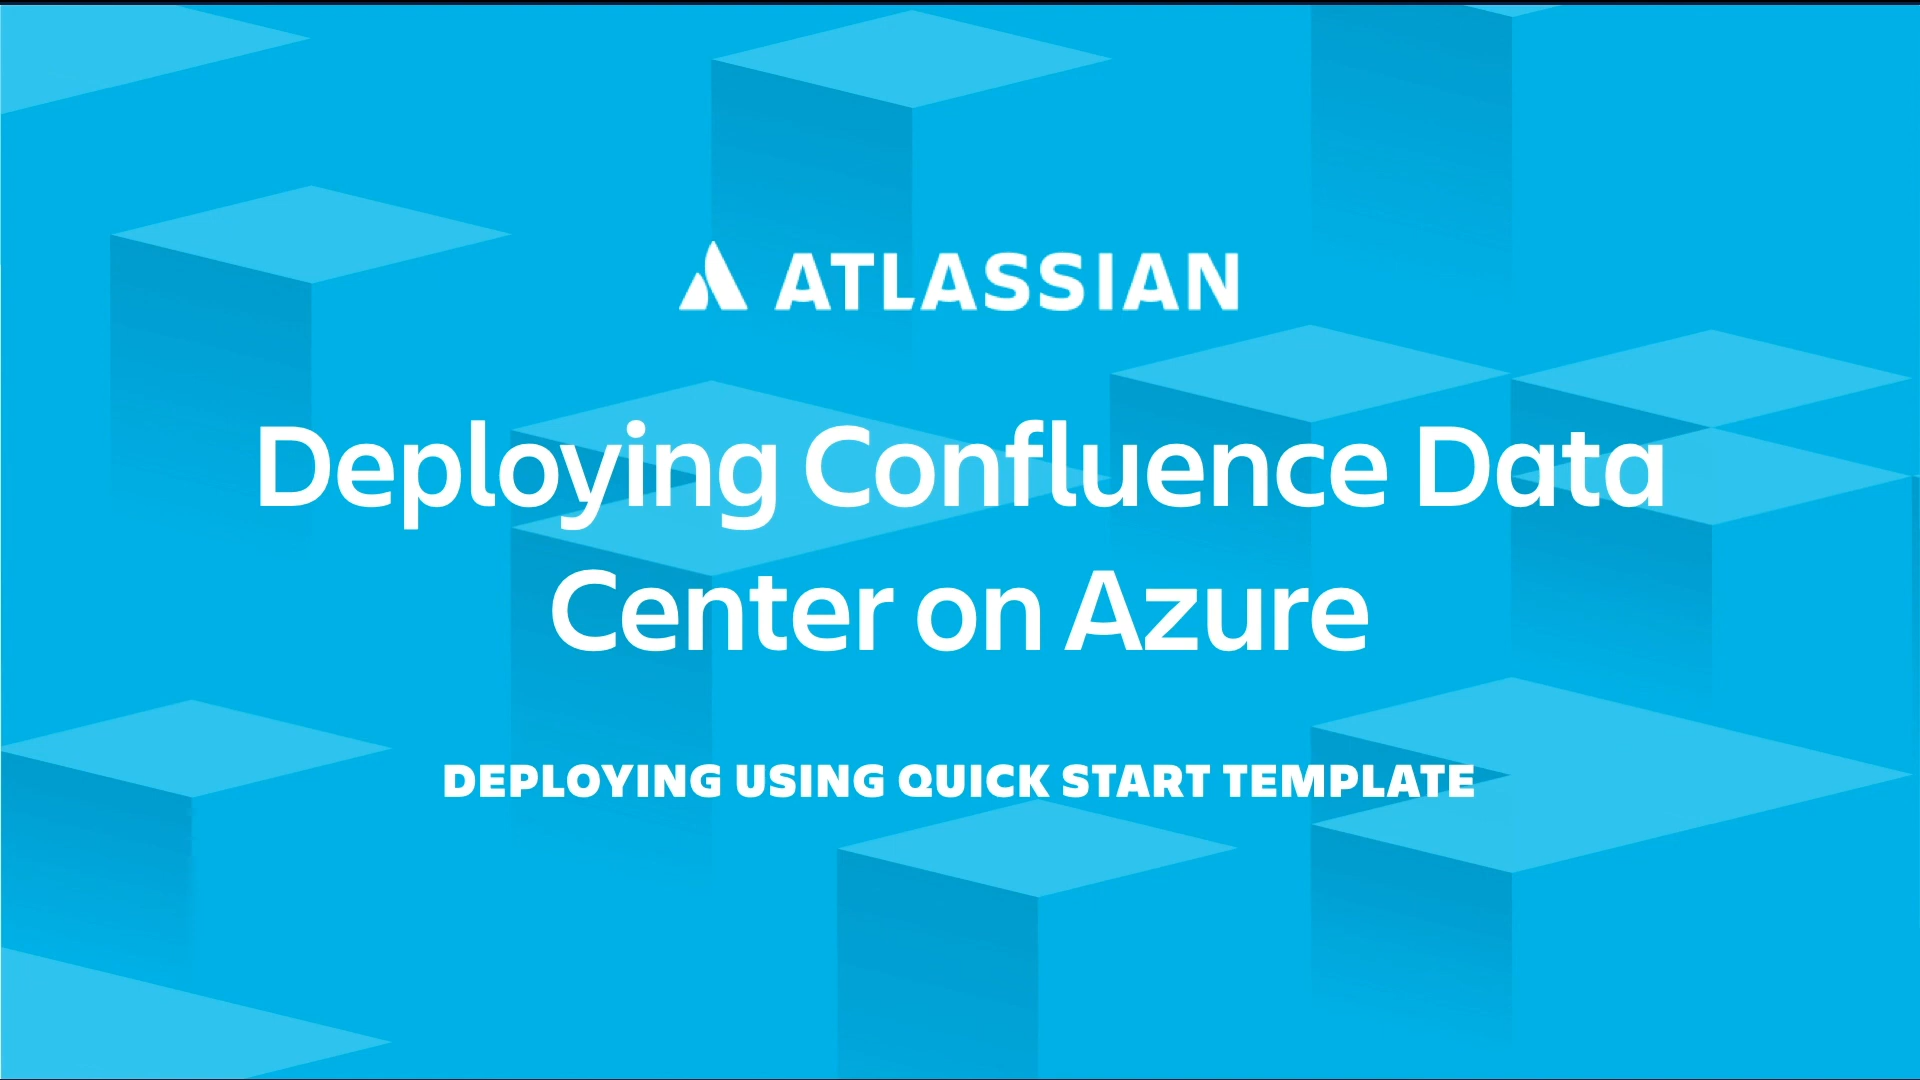 ATLASSIAN
Deploying Confluence Data
Center on Azure
DEPLOYING USING QUICK START TEMPLATE